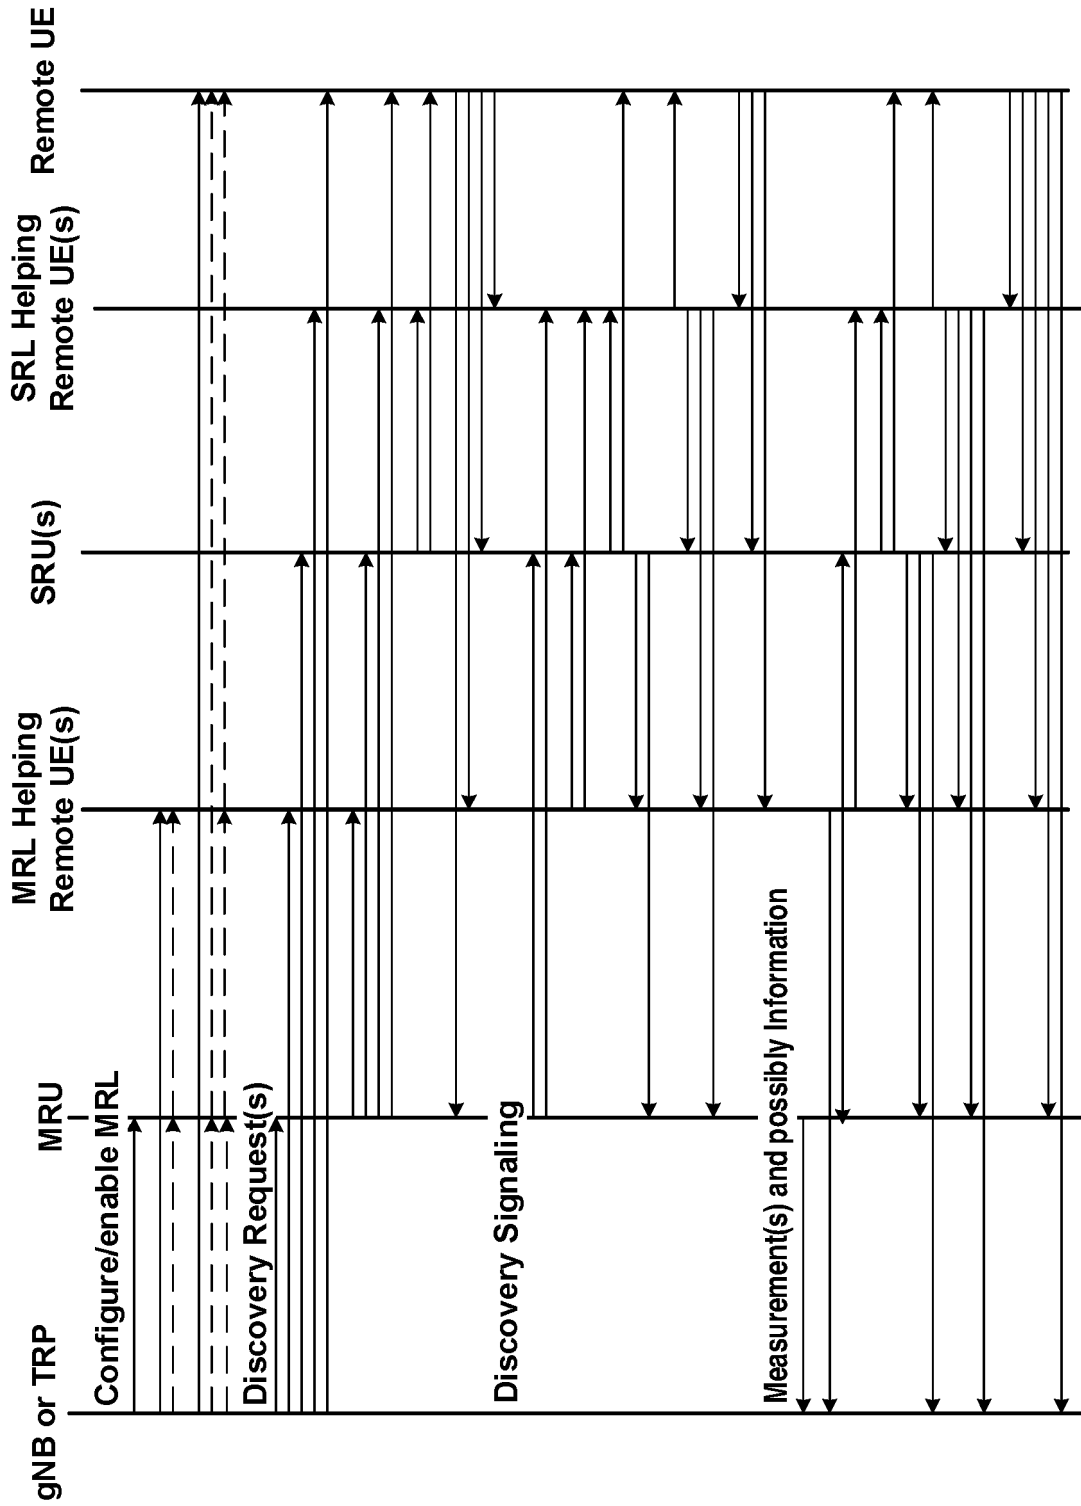 gNB or TRP
MRU
MRL Helping
Remote UE(s)
SRU(s)
SRL Helping
Remote UE(s)
Remote UE
Configure/enable MRL
Discovery Request(s)
Discovery Signaling
Measurement(s) and possibly Information